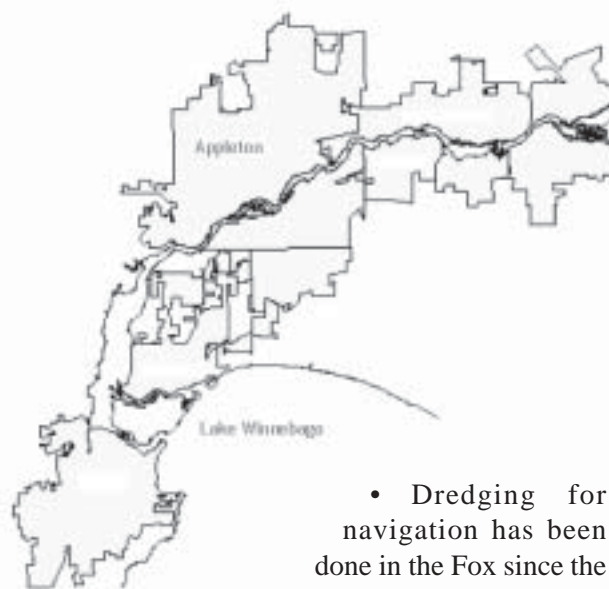 Appleton
Lake Winnebago
• Dredging for
navigation has been
done in the Fox since the